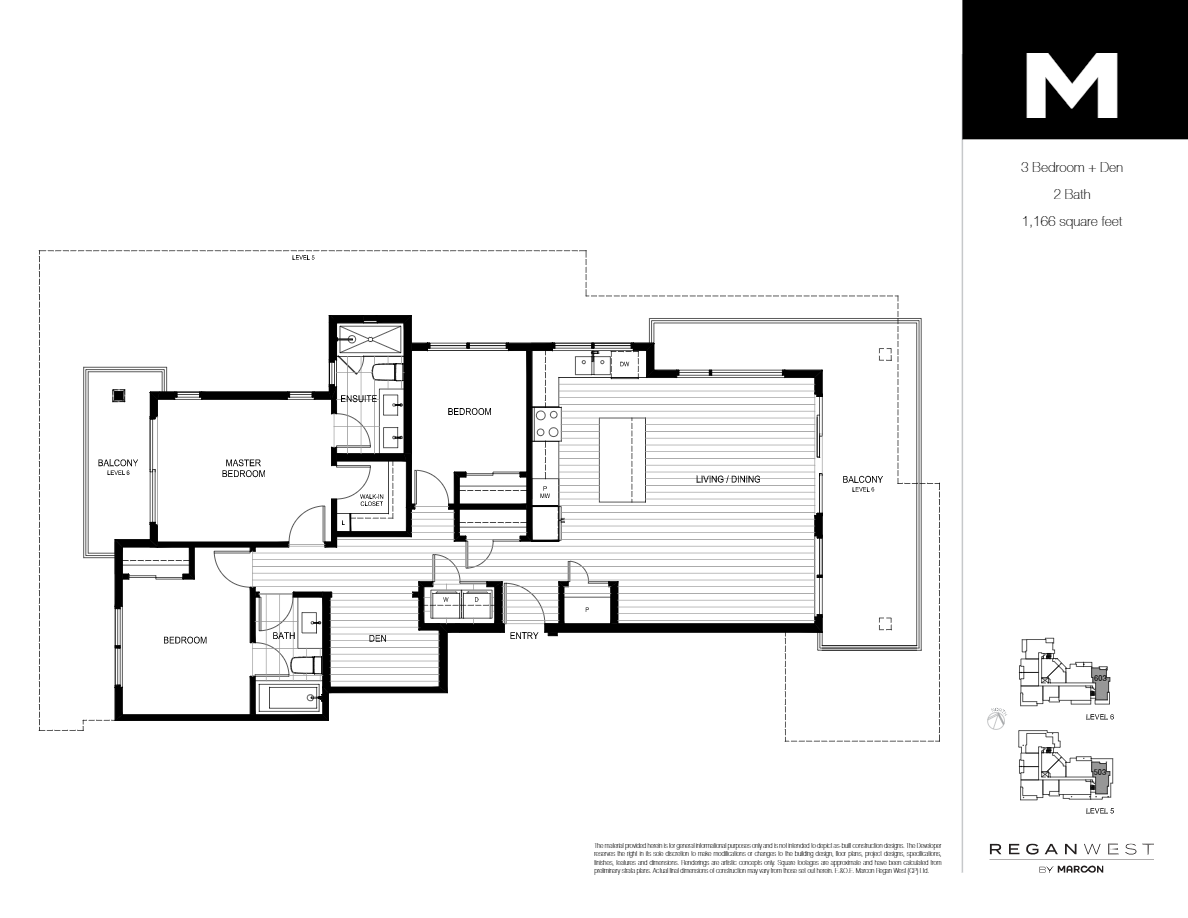 M
3 Bedroom + Den
2 Bath
1,166 square feet
LEVEL 5
ENSUITE
DW
BEDROOM
BALCONY
LEVEL 6
MASTER
BEDROOM
WALK-IN
CLOSET
L
P
MW
LIVING / DINING
BALCONY
LEVEL 6
W
D
P
BEDROOM
BATH
DEN
ENTRY
603
LEVEL 6
503
LEVEL 5
The material provided herein is for general informational purposes only and is not intended to depict as-built construction designs. The Developer
reserves the right in its sole discretion to make modifications or changes to the building design, floor plans, project designs, specifications,
finishes, features and dimensions. Renderings are artistic concepts only. Square footages are approximate and have been calculated from
preliminary strata plans. Actual final dimensions of construction may vary from those set out herein. E.&O.E. Marcon Regan West (GP) Ltd.
REGANWEST
BY MARCON